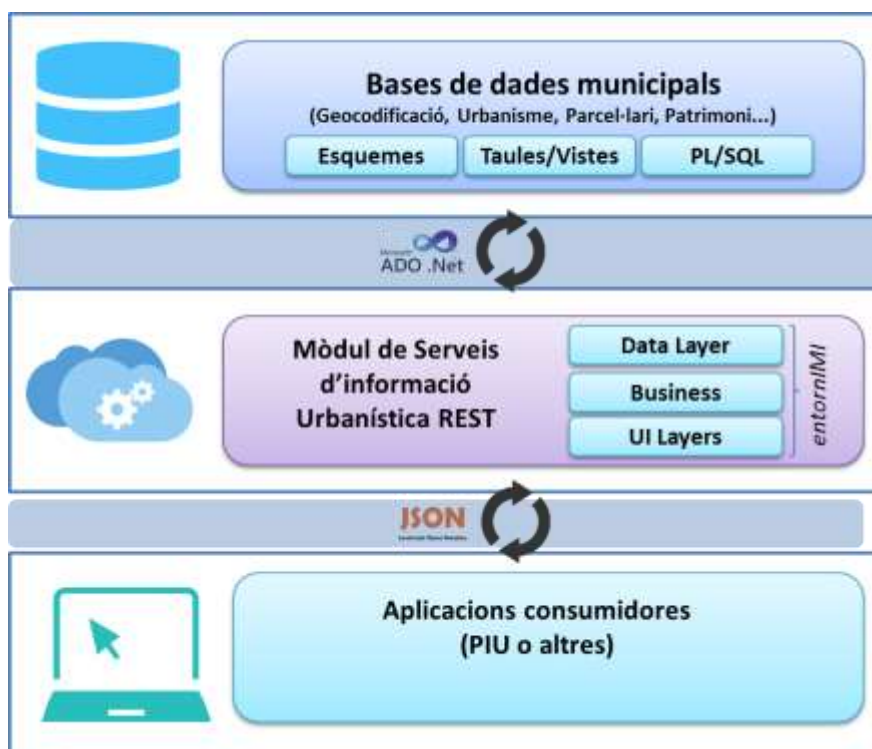 Bases de dades municipals
(Geocodificació, Urbanisme, Parcel·lari, Patrimoni...)
Esquemes
Taules/Vistes
PL/SQL
Microsoft
ADO .Net
Mòdul de Serveis
d'informació
Urbanística REST
Data Layer
Business
UI Layers
entornIMI
JSON
Aplicacions consumidores
(PIU o altres)